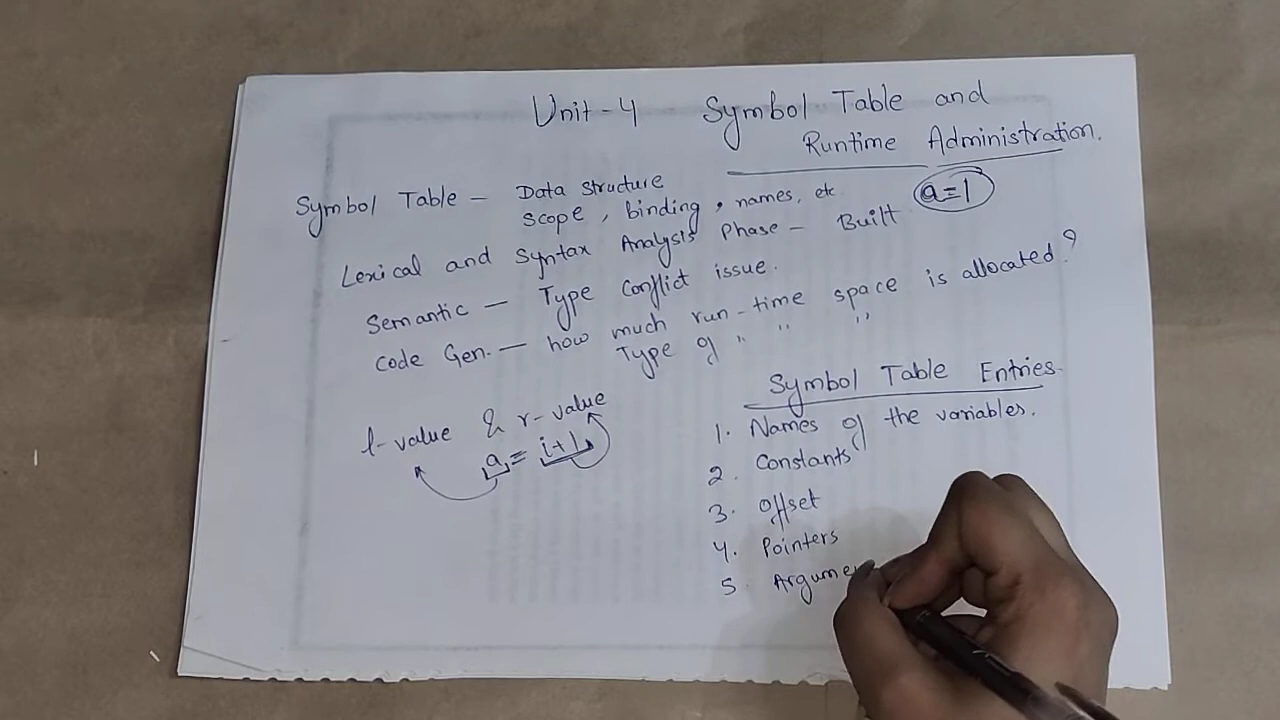 Unit-4 Symbol Table and
Runtime Administration.
Symbol Table — Data Structure
Scope, binding, names, etc
a=1
Lexical and Syntax Analysis Phase — Built
Semantic — Type Conflict issue.
Code Gen. — how much run-time space is allocated?
Type of " " "
l-value & r-value
a = i+1
Symbol Table Entries
1. Names of the variables.
2. Constants
3. Offset
4. Pointers
5. Argume